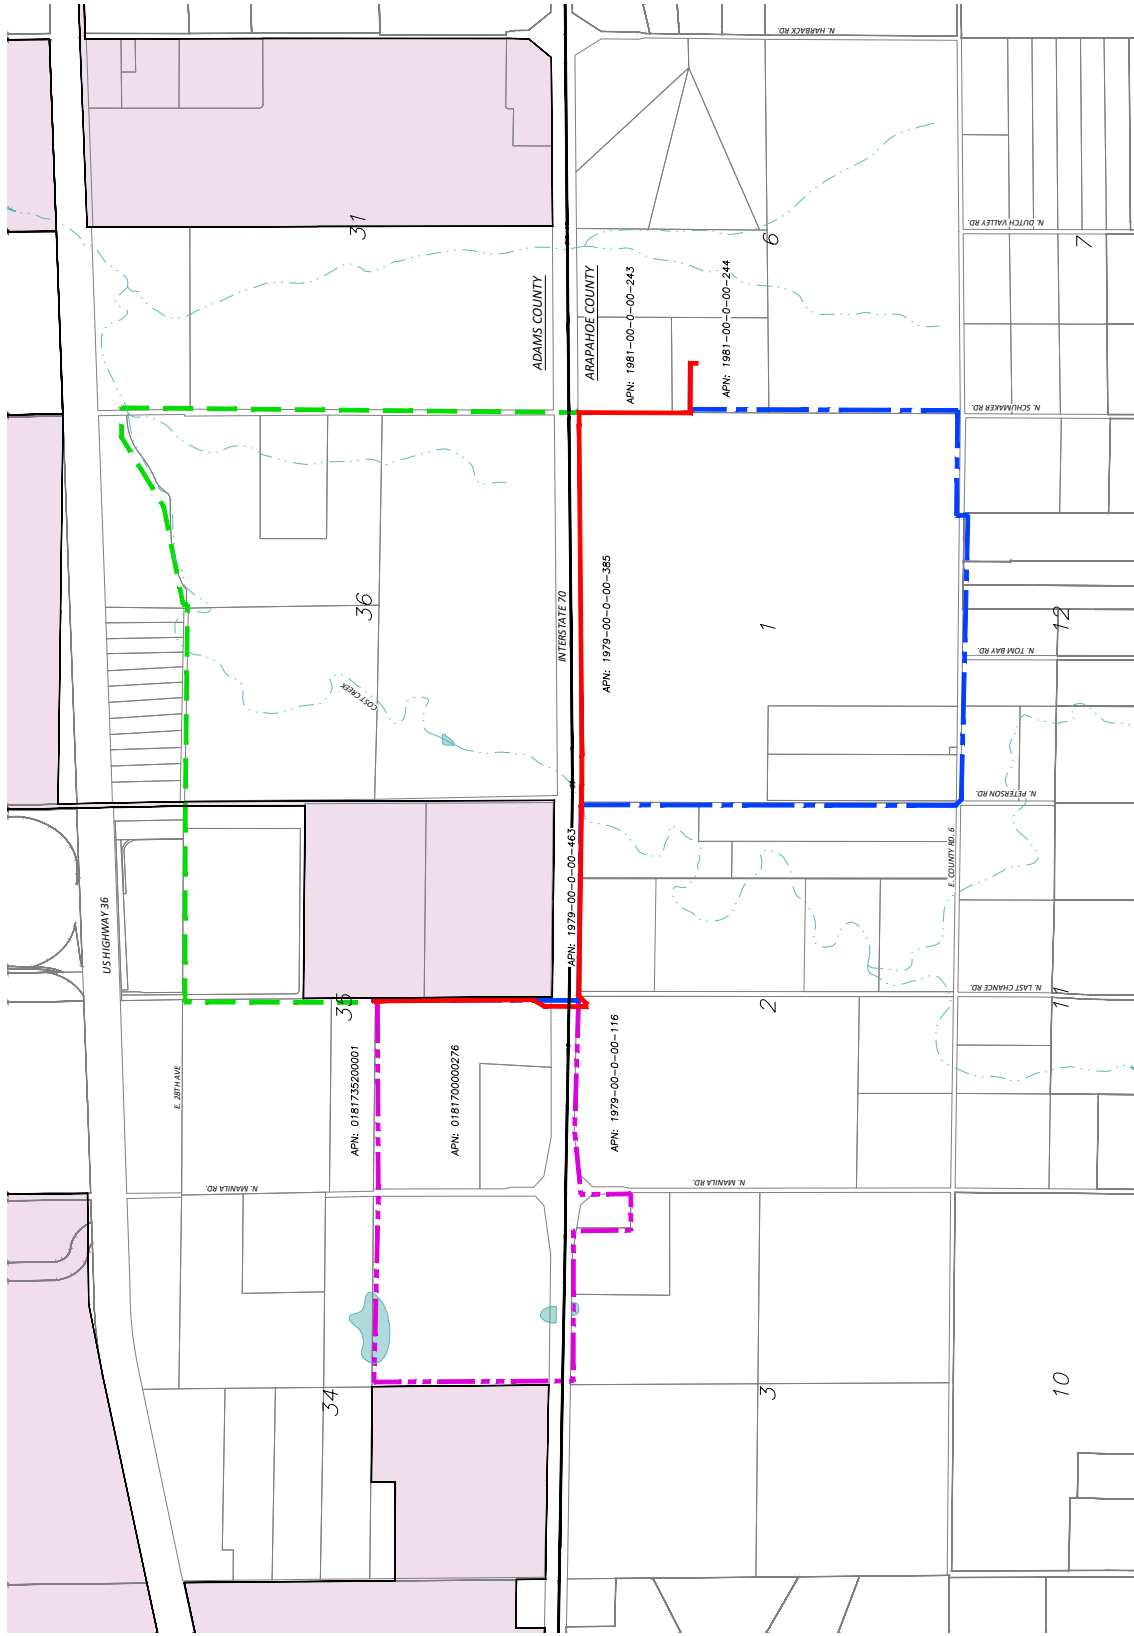 N. HARBACK RD.
31
6
N. DUTCH VALLEY RD.
7
ADAMS COUNTY
ARAPAHOE COUNTY
APN: 1981-00-0-00-243
APN: 1981-00-0-00-244
N. SCHUMAKER RD.
36
INTERSTATE 70
APN: 1979-00-0-00-385
1
12
N. TOM BAY RD.
COST CREEK
N. PETERSON RD.
US HIGHWAY 36
APN: 1979-00-0-00-463
E. COUNTY RD. 6
35
2
11
N. LAST CHANCE RD.
E. 28TH AVE
APN: 0181735200001
APN: 0181700000276
APN: 1979-00-0-00-116
N. MANILA RD.
N. MANILA RD.
34
3
10